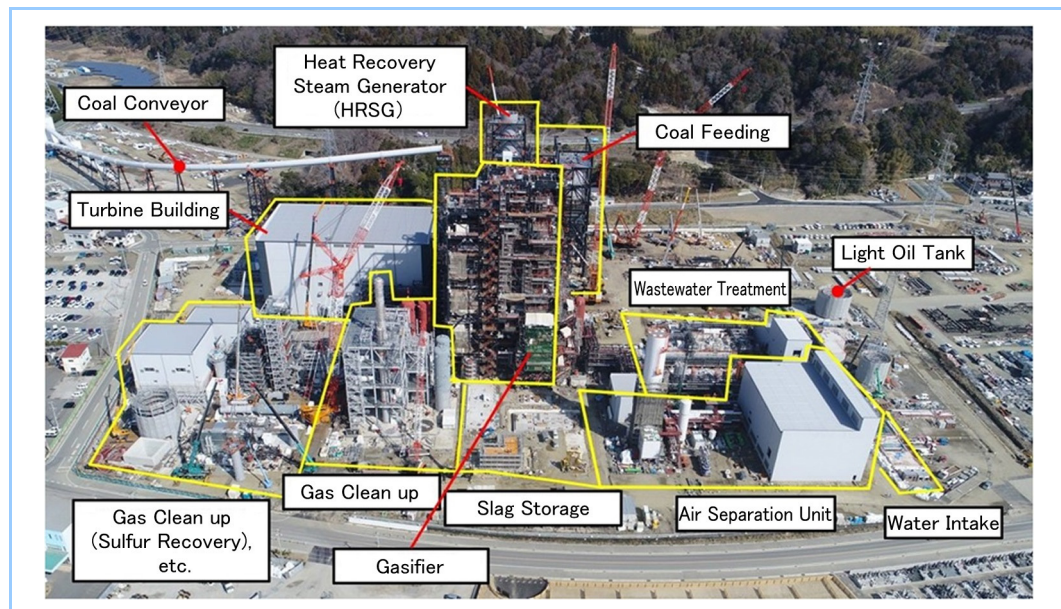 Heat Recovery
Steam Generator
(HRSG)
Coal Conveyor
Coal Feeding
Turbine Building
Light Oil Tank
Wastewater Treatment
Gas Clean up
Slag Storage
Air Separation Unit
Water Intake
Gas Clean up
(Sulfur Recovery),
etc.
Gasifier